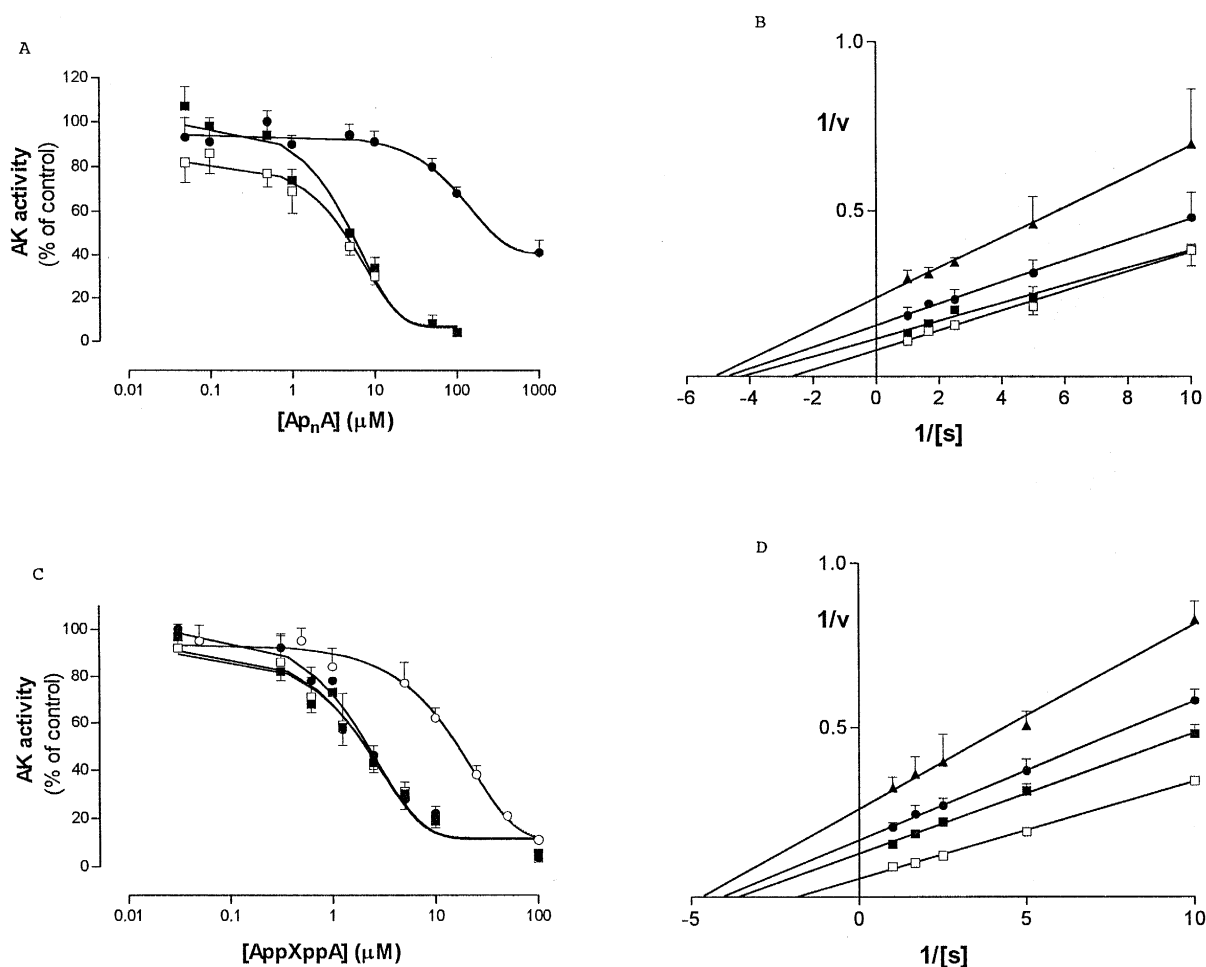 A
AK activity
(% of control)
120
100
80
60
40
20
0
0.01
0.1
1
10
100
1000
[ApnA] (μM)
B
1.0
1/v
0.5
-6
-4
-2
0
2
4
6
8
10
1/[s]
C
AK activity
(% of control)
100
80
60
40
20
0
0.01
0.1
1
10
100
[AppXppA] (μM)
D
1.0
1/v
0.5
-5
0
5
10
1/[s]